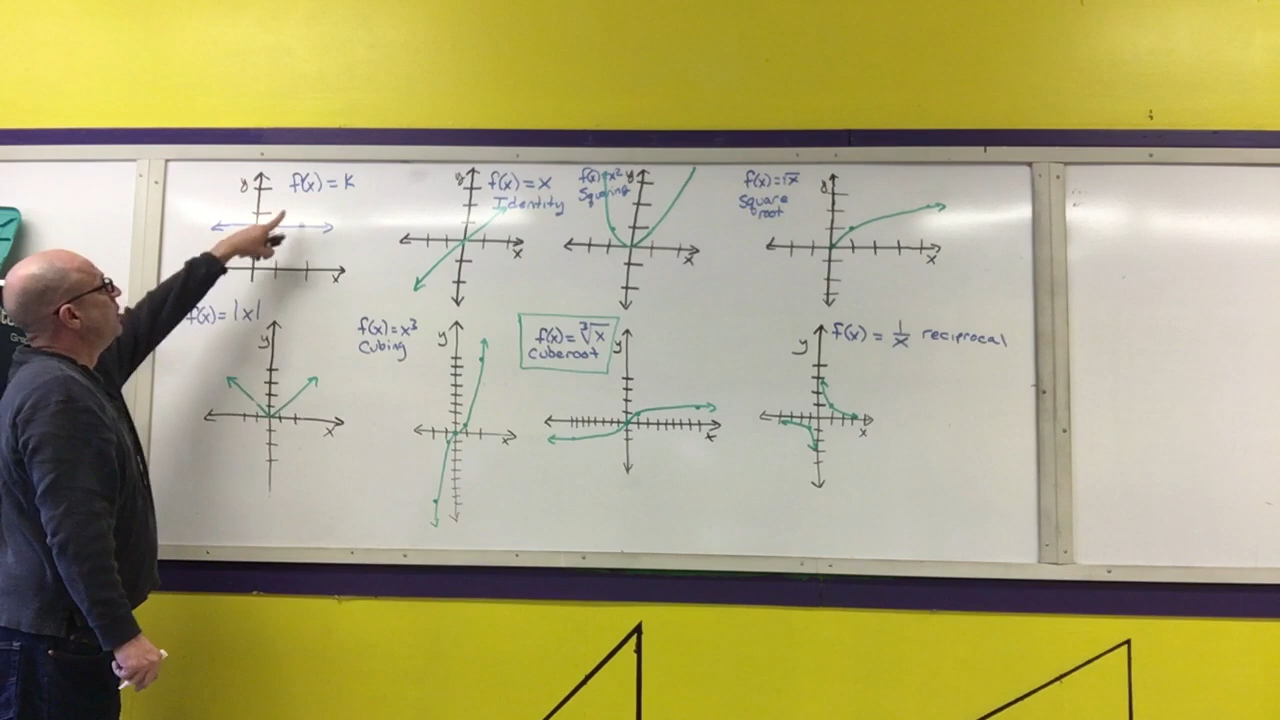 y f(x) = K
x
y f(x) = x
Identity
x
f(x) = x² y
Squaring
x
f(x) = √x y
Square
root
x
f(x) = |x|
y
x
f(x) = x³ y
Cubing
x
f(x) = ∛x y
Cuberoot
x
y f(x) = 1/x reciprocal
x